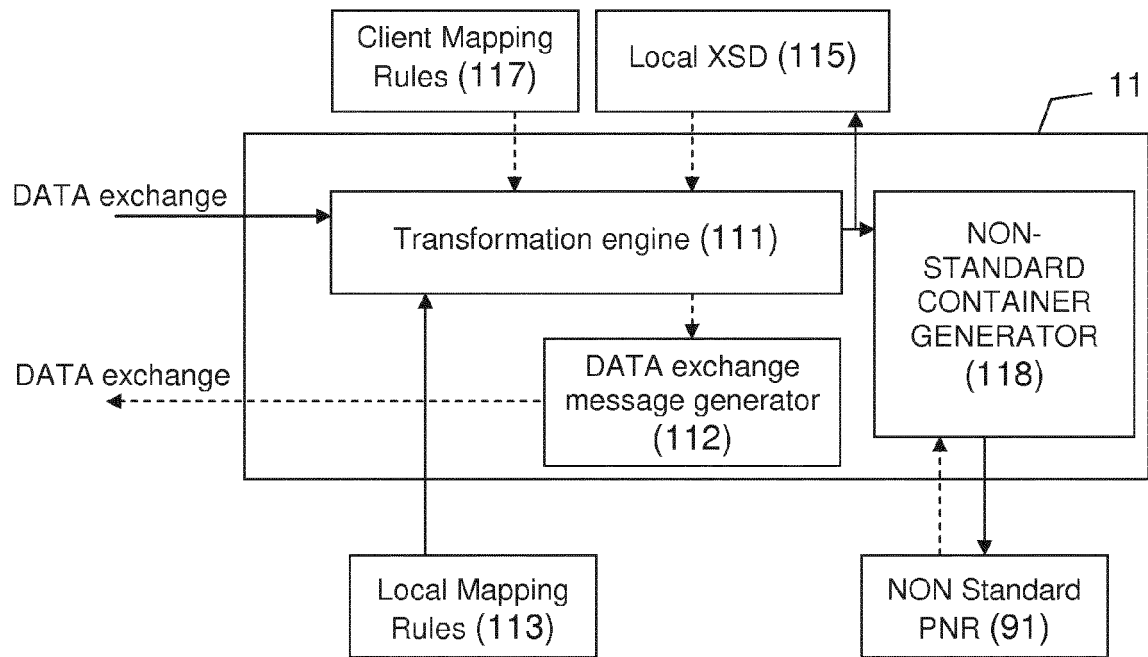 Client Mapping
Rules (117)
Local XSD (115)
11
DATA exchange
Transformation engine (111)
NON-
STANDARD
CONTAINER
GENERATOR
(118)
DATA exchange
DATA exchange
message generator
(112)
Local Mapping
Rules (113)
NON Standard
PNR (91)